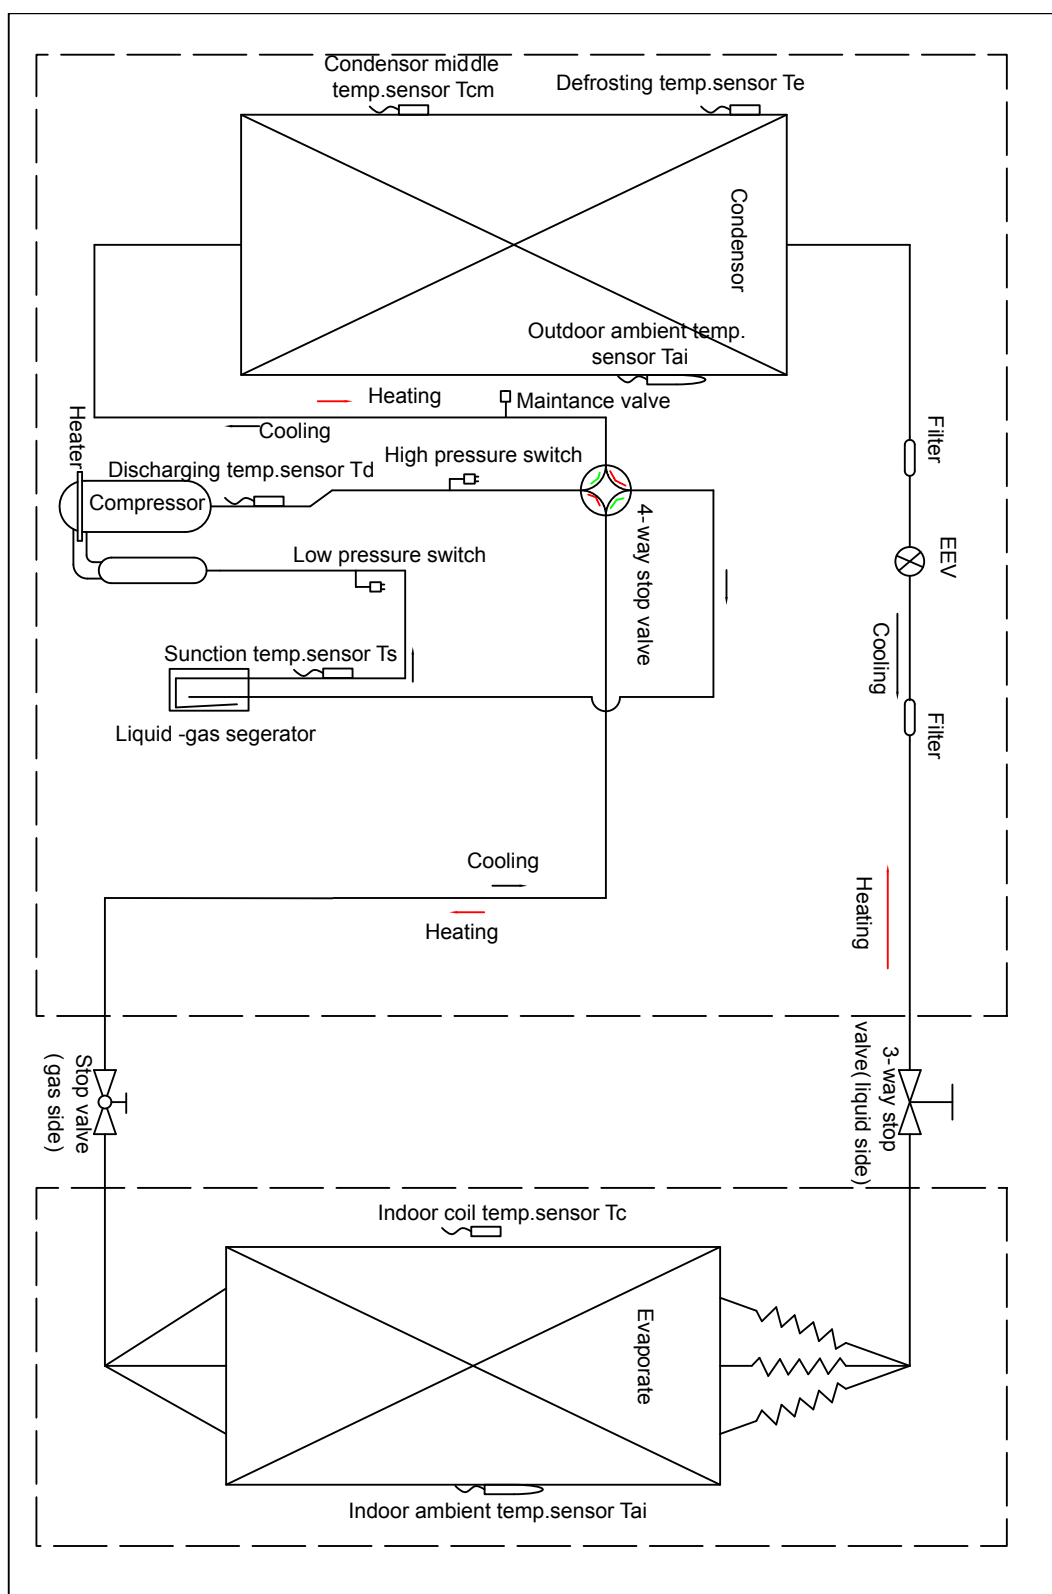 Condensor middle
temp.sensor Tcm
Defrosting temp.sensor Te
Condensor
Outdoor ambient temp.
sensor Tai
Heating
Maintance valve
Cooling
Heater
Discharging temp.sensor Td
High pressure switch
Filter
Compressor
4-way stop valve
EEV
Low pressure switch
Cooling
Sunction temp.sensor Ts
Filter
Liquid -gas segerator
Cooling
Heating
Heating
Stop valve
(gas side)
3-way stop
valve(liquid side)
Indoor coil temp.sensor Tc
Evaporate
Indoor ambient temp.sensor Tai